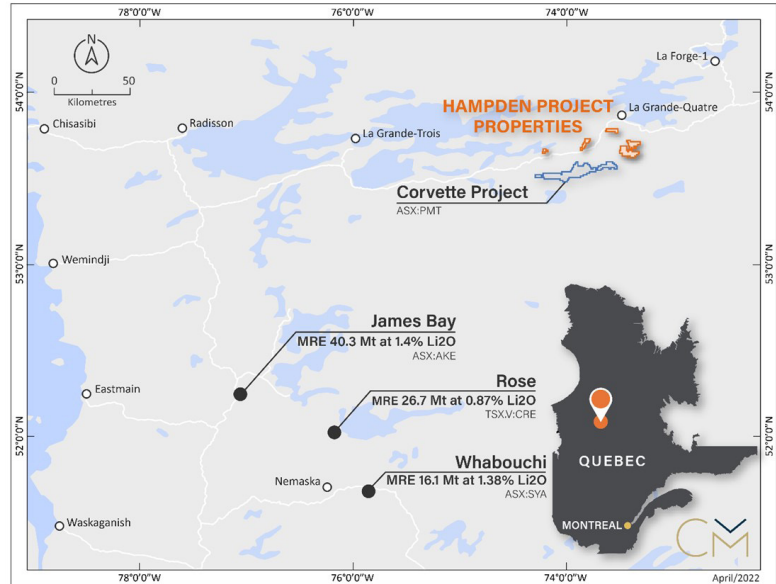 78°0'0"W
76°0'0"W
74°0'0"W
N
0
50
Kilometres
La Forge-1
54°0'0"N
54°0'0"N
HAMPDEN PROJECT
PROPERTIES
La Grande-Quatre
Chisasibi
Radisson
La Grande-Trois
Corvette Project
ASX:PMT
53°0'0"N
53°0'0"N
Wemindji
James Bay
MRE 40.3 Mt at 1.4% Li2O
ASX:AKE
Rose
MRE 26.7 Mt at 0.87% Li2O
TSX.V:CRE
Eastmain
52°0'0"N
52°0'0"N
Whabouchi
MRE 16.1 Mt at 1.38% Li2O
ASX:SYA
Nemaska
QUEBEC
Waskaganish
MONTREAL
CM
78°0'0"W
76°0'0"W
74°0'0"W
April/2022